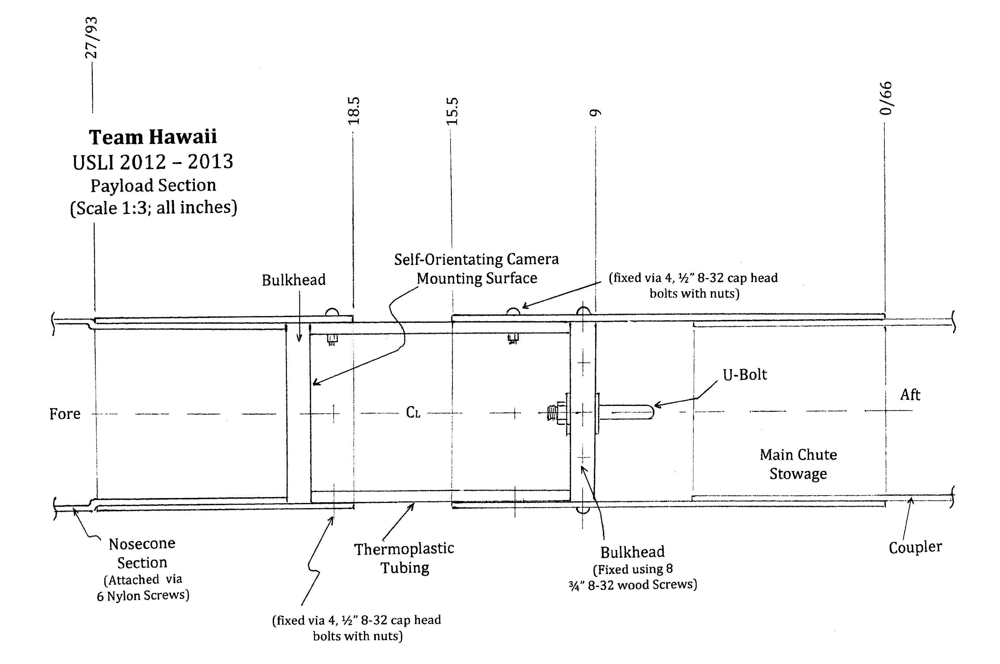 27/93
18.5
15.5
9
0/66
Team Hawaii
USLI 2012 – 2013
Payload Section
(Scale 1:3; all inches)
Self-Orientating Camera
Mounting Surface
Bulkhead
(fixed via 4, ½” 8-32 cap head
bolts with nuts)
U-Bolt
Aft
Fore
CL
Main Chute
Stowage
Nosecone
Section
(Attached via
6 Nylon Screws)
Thermoplastic
Tubing
Bulkhead
(Fixed using 8
¾” 8-32 wood Screws)
Coupler
(fixed via 4, ½” 8-32 cap head
bolts with nuts)